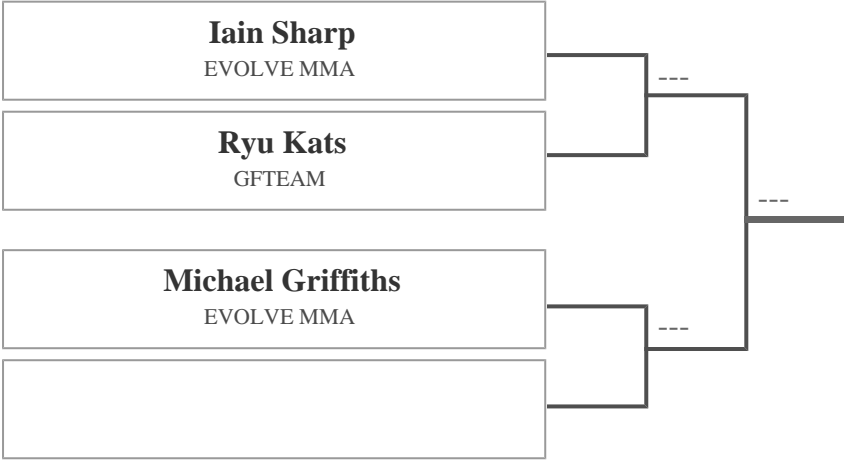 Iain Sharp
EVOLVE MMA
---
Ryu Kats
GFTEAM
---
Michael Griffiths
EVOLVE MMA
---